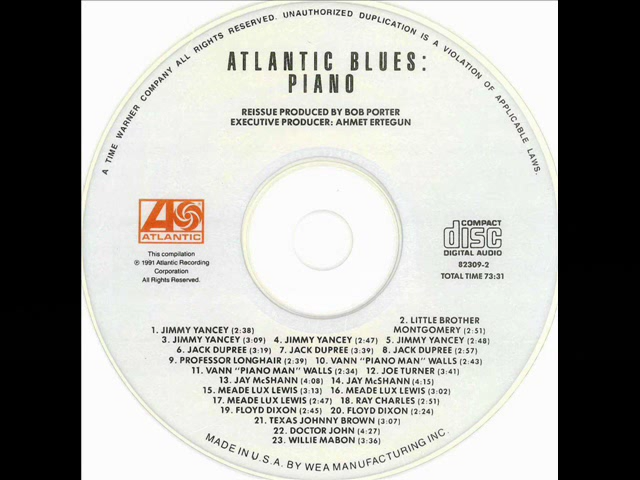 A TIME WARNER COMPANY ALL RIGHTS RESERVED. UNAUTHORIZED DUPLICATION IS A VIOLATION OF APPLICABLE LAWS.
ATLANTIC BLUES:
PIANO
REISSUE PRODUCED BY BOB PORTER
EXECUTIVE PRODUCER: AHMET ERTEGUN
ATLANTIC
This compilation
℗ 1991 Atlantic Recording
Corporation
All Rights Reserved.
COMPACT
disc
DIGITAL AUDIO
82309-2
TOTAL TIME 73:31
2. LITTLE BROTHER
1. JIMMY YANCEY (2:38) MONTGOMERY (2:51)
3. JIMMY YANCEY (3:09) 4. JIMMY YANCEY (2:47) 5. JIMMY YANCEY (2:48)
6. JACK DUPREE (3:19) 7. JACK DUPREE (3:39) 8. JACK DUPREE (2:57)
9. PROFESSOR LONGHAIR (2:39) 10. VANN "PIANO MAN" WALLS (2:43)
11. VANN "PIANO MAN" WALLS (2:34) 12. JOE TURNER (3:41)
13. JAY McSHANN (4:08) 14. JAY McSHANN (4:15)
15. MEADE LUX LEWIS (3:13) 16. MEADE LUX LEWIS (3:02)
17. MEADE LUX LEWIS (2:47) 18. RAY CHARLES (2:51)
19. FLOYD DIXON (2:45) 20. FLOYD DIXON (2:24)
21. TEXAS JOHNNY BROWN (3:07)
22. DOCTOR JOHN (4:27)
23. WILLIE MABON (3:36)
MADE IN U.S.A. BY WEA MANUFACTURING INC.